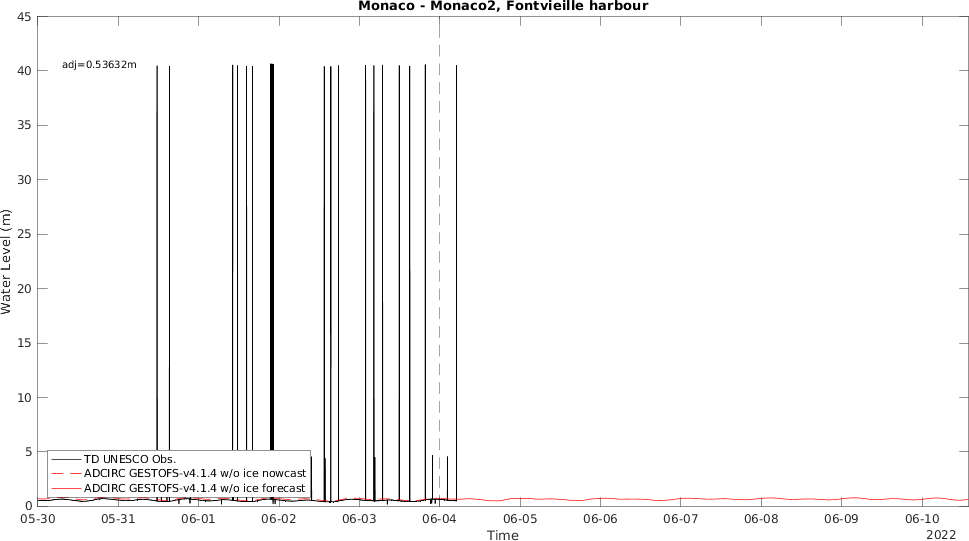 Monaco - Monaco2, Fontvieille harbour
45
40
35
30
25
20
15
10
5
0
Water Level (m)
adj=0.53632m
TD UNESCO Obs.
ADCIRC GESTOFS-v4.1.4 w/o ice nowcast
ADCIRC GESTOFS-v4.1.4 w/o ice forecast
05-30 05-31 06-01 06-02 06-03 06-04 06-05 06-06 06-07 06-08 06-09 06-10
Time
2022